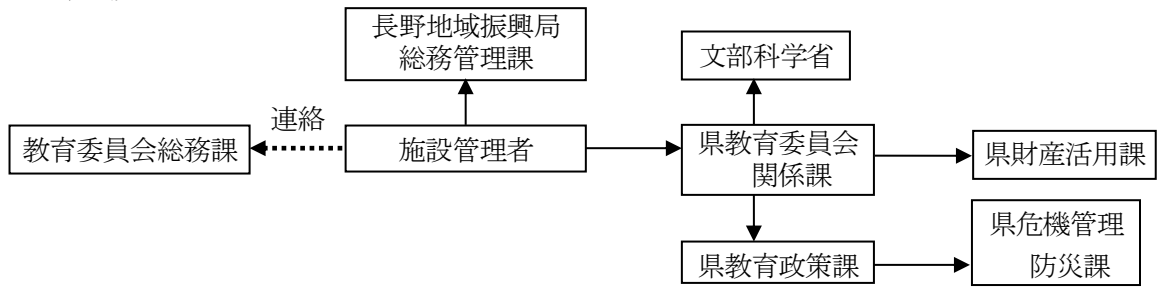 長野地域振興局
総務管理課
文部科学省
連絡
教育委員会総務課
施設管理者
県教育委員会
関係課
県財産活用課
県教育政策課
県危機管理
防災課